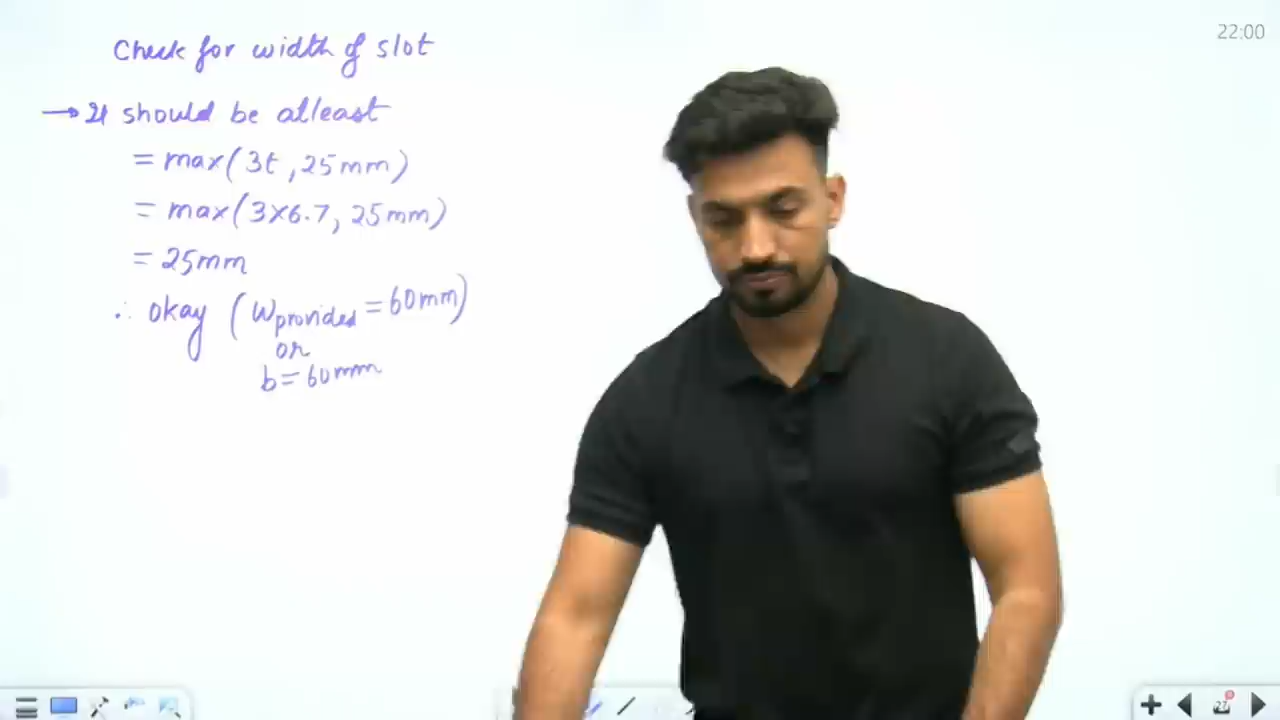 22:00
Check for width of slot
→ It should be atleast
= max(3t, 25mm)
= max(3×6.7, 25mm)
= 25mm
∴ okay (wprovided = 60mm)
or
b = 60mm
27